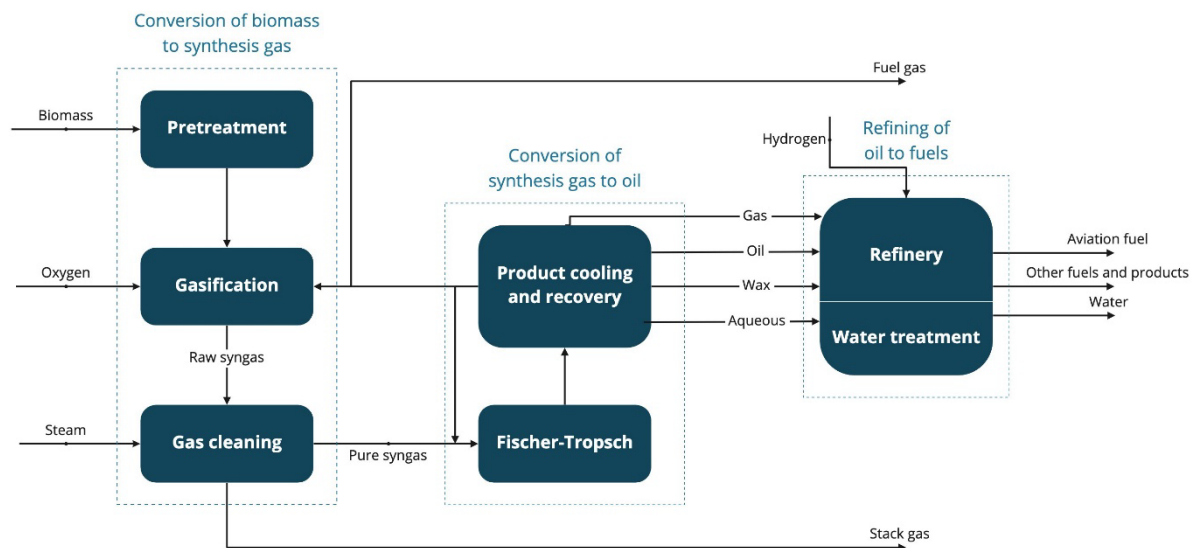 Conversion of biomass
to synthesis gas
Fuel gas
Biomass
Pretreatment
Hydrogen
Refining of
oil to fuels
Conversion of
synthesis gas to oil
Gas
Oil
Wax
Aqueous
Oxygen
Gasification
Product cooling
and recovery
Refinery
Water treatment
Aviation fuel
Other fuels and products
Water
Raw syngas
Steam
Gas cleaning
Pure syngas
Fischer-Tropsch
Stack gas